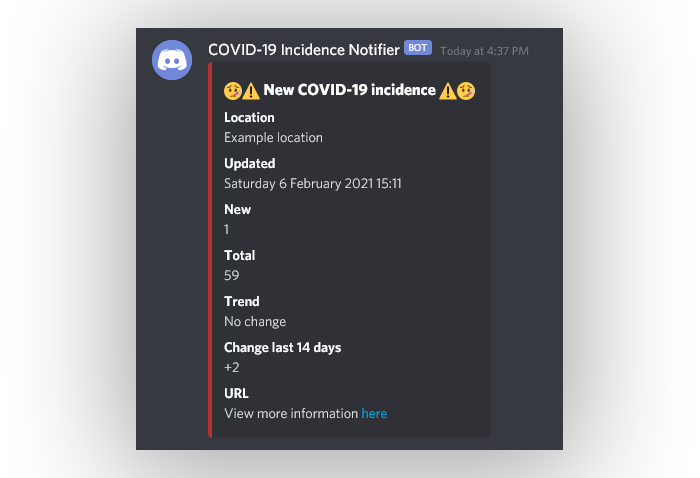 COVID-19 Incidence Notifier BOT Today at 4:37 PM
🤒⚠️ New COVID-19 incidence ⚠️🤒
Location
Example location
Updated
Saturday 6 February 2021 15:11
New
1
Total
59
Trend
No change
Change last 14 days
+2
URL
View more information here